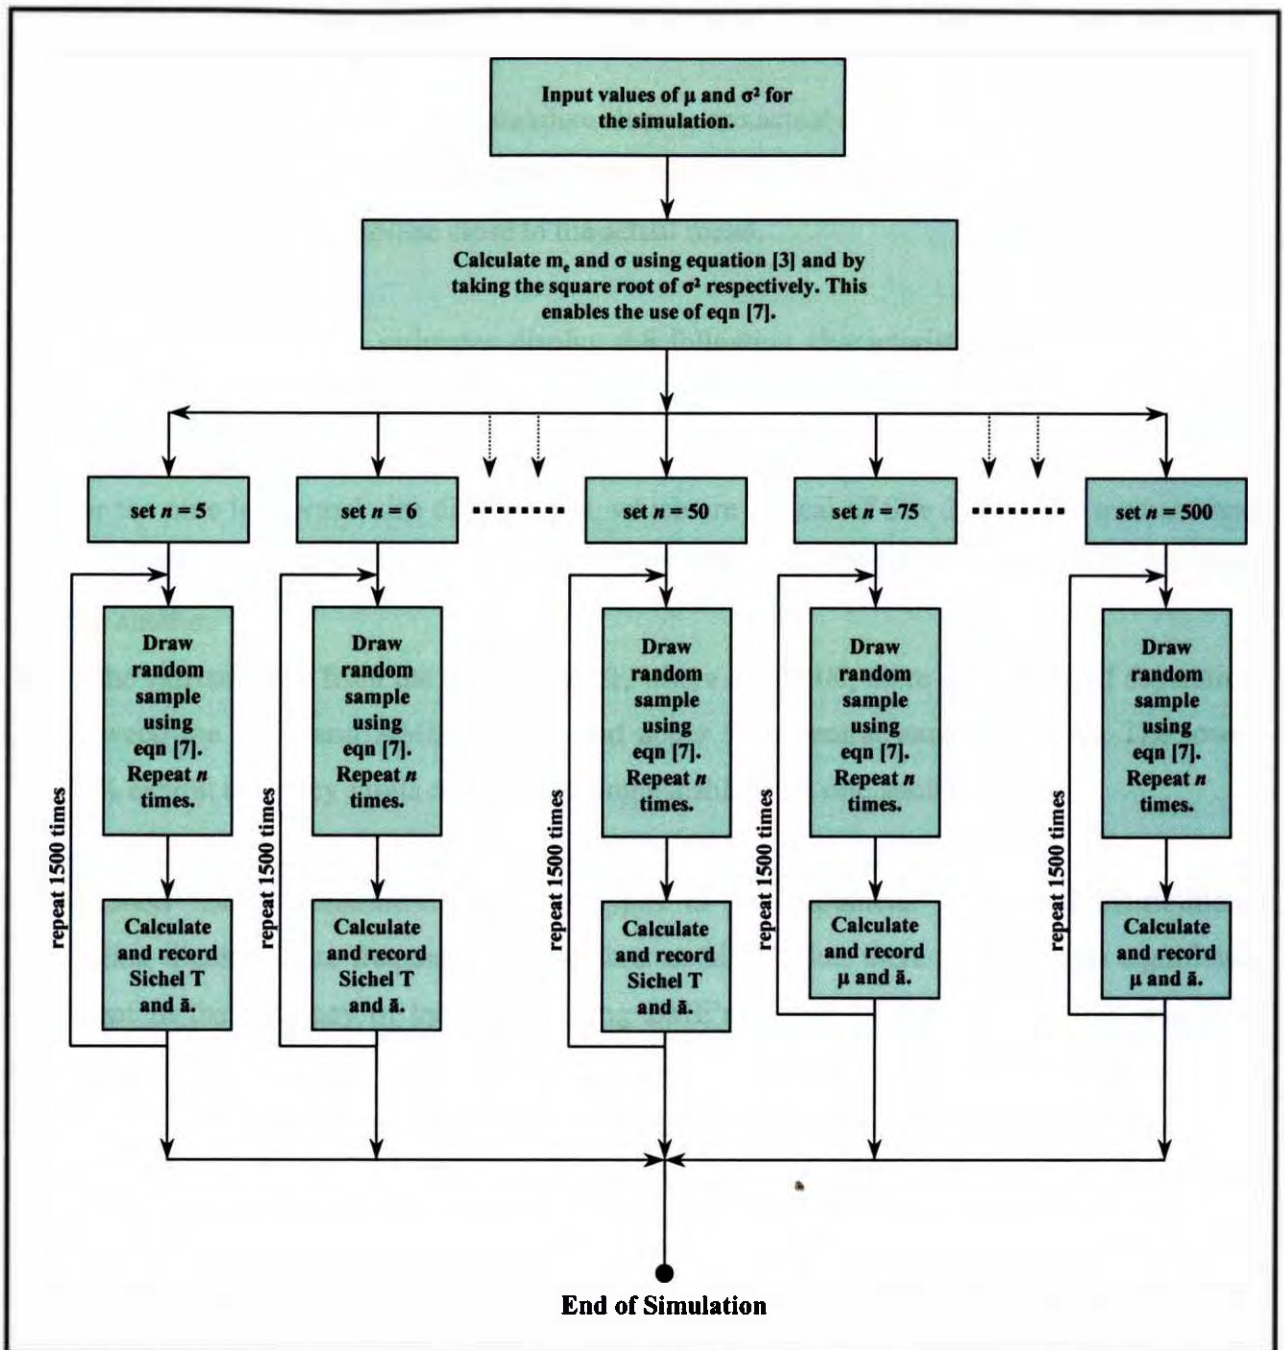 Input values of μ and σ² for
the simulation.
Calculate mₑ and σ using equation [3] and by
taking the square root of σ² respectively. This
enables the use of eqn [7].
set n = 5
set n = 6
set n = 50
set n = 75
set n = 500
repeat 1500 times
Draw
random
sample
using
eqn [7].
Repeat n
times.
Calculate
and record
Sichel T
and ā.
repeat 1500 times
Draw
random
sample
using
eqn [7].
Repeat n
times.
Calculate
and record
Sichel T
and ā.
repeat 1500 times
Draw
random
sample
using
eqn [7].
Repeat n
times.
Calculate
and record
Sichel T
and ā.
repeat 1500 times
Draw
random
sample
using
eqn [7].
Repeat n
times.
Calculate
and record
μ and ā.
repeat 1500 times
Draw
random
sample
using
eqn [7].
Repeat n
times.
Calculate
and record
μ and ā.
End of Simulation